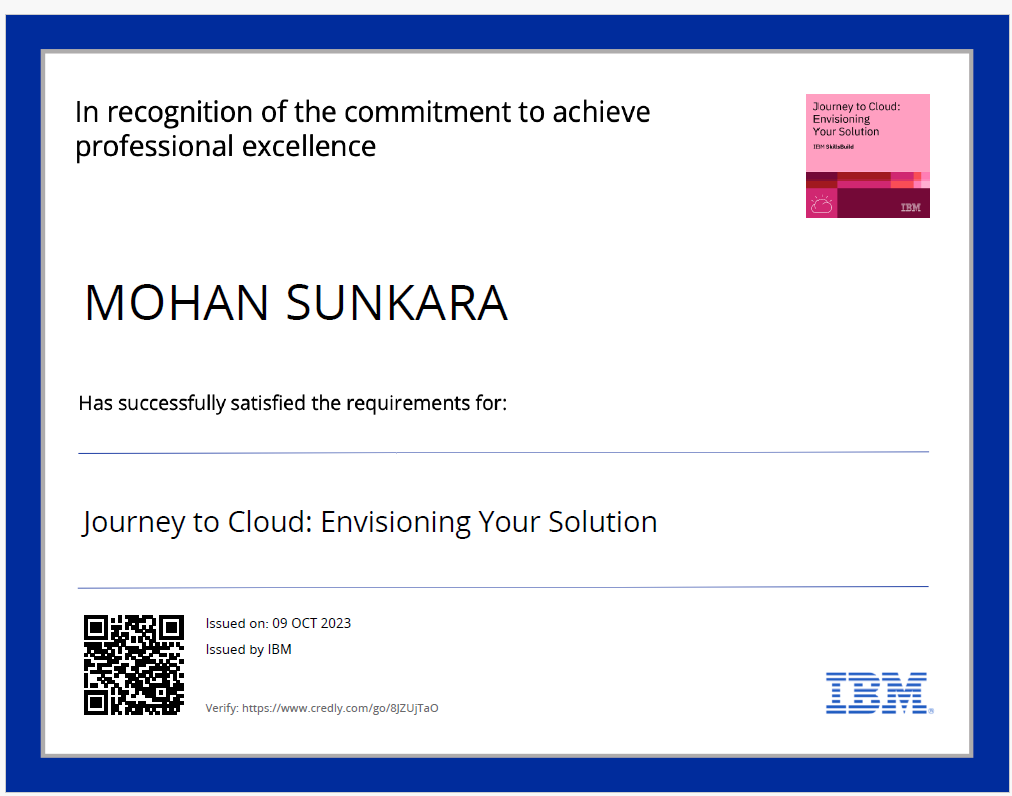 In recognition of the commitment to achieve
professional excellence
Journey to Cloud:
Envisioning
Your Solution
IBM SkillsBuild
IBM
MOHAN SUNKARA
Has successfully satisfied the requirements for:
Journey to Cloud: Envisioning Your Solution
Issued on: 09 OCT 2023
Issued by IBM
Verify: https://www.credly.com/go/8JZUjTaO
IBM®